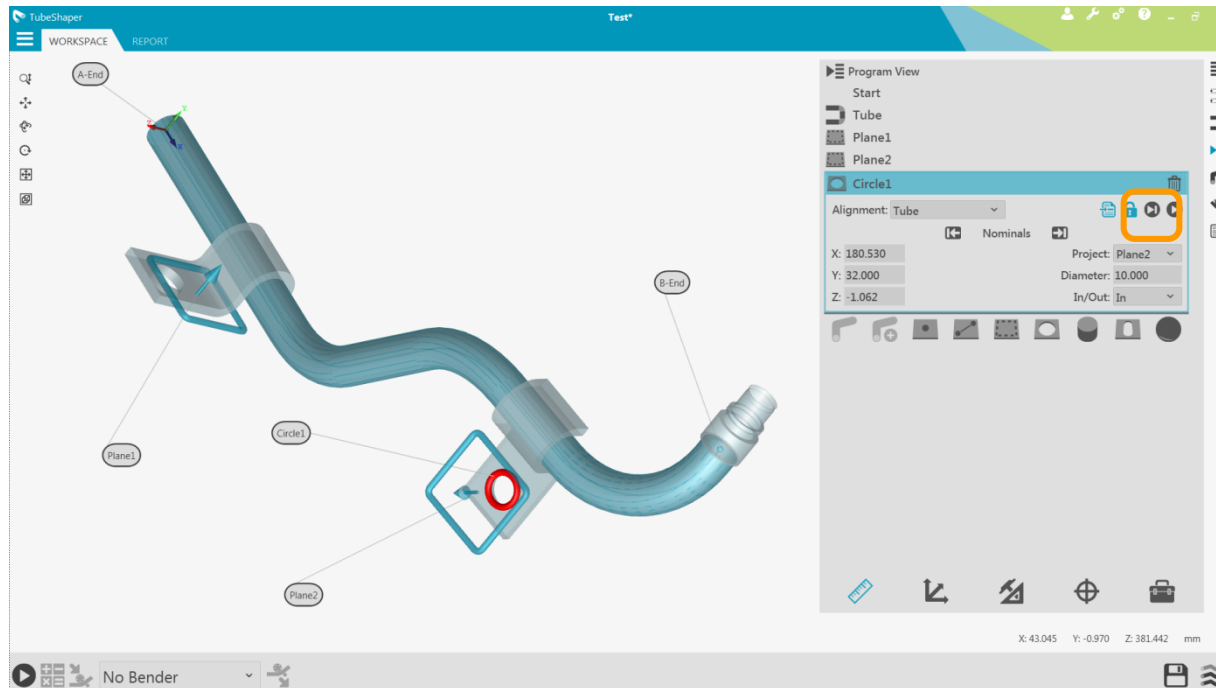 TubeShaper
Test*
WORKSPACE REPORT
A-End
Z
Y
X
B-End
Circle1
Plane1
Plane2
Program View
Start
Tube
Plane1
Plane2
Circle1
Alignment: Tube
Nominals
X: 180.530 Project: Plane2
Y: 32.000 Diameter: 10.000
Z: -1.062 In/Out: In
X: 43.045 Y: -0.970 Z: 381.442 mm
No Bender